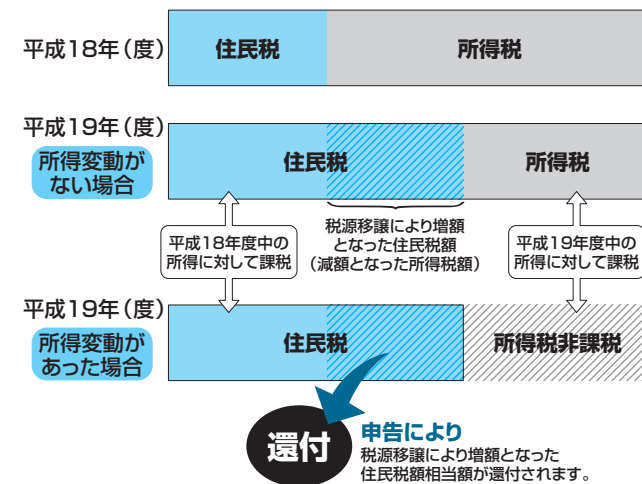 平成18年（度）
住民税
所得税
平成19年（度）
所得変動が
ない場合
住民税
所得税
税源移譲により増額
となった住民税額
（減額となった所得税額）
平成18年度中の
所得に対して課税
平成19年度中の
所得に対して課税
平成19年（度）
所得変動が
あった場合
住民税
所得税非課税
還付
申告により
税源移譲により増額となった
住民税額相当額が還付されます。